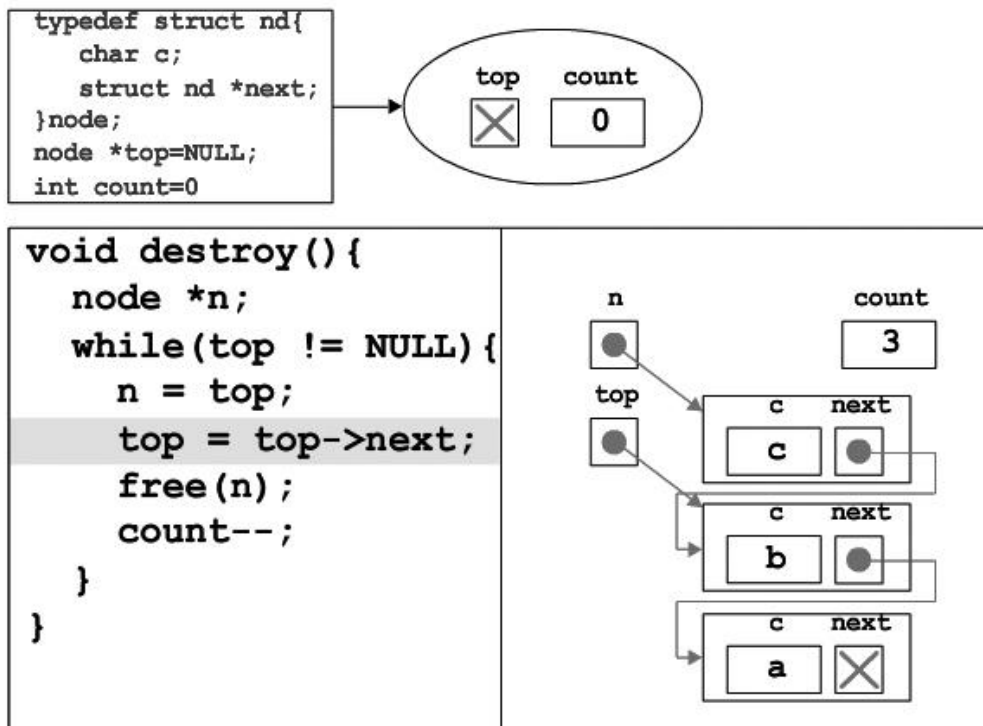 typedef struct nd{
char c;
struct nd *next;
}node;
node *top=NULL;
int count=0
top count
0
void destroy(){
node *n;
while(top != NULL){
n = top;
top = top->next;
free(n);
count--;
}
}
n count
3
top
c next
c
c next
b
c next
a